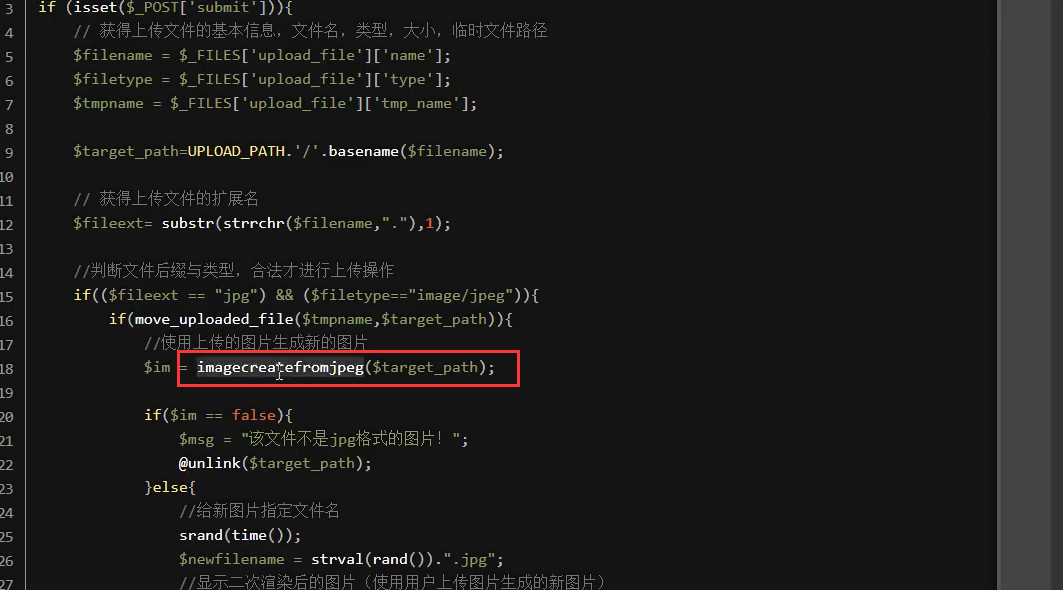 3 if (isset($_POST['submit'])){
4 // 获得上传文件的基本信息，文件名，类型，大小，临时文件路径
5 $filename = $_FILES['upload_file']['name'];
6 $filetype = $_FILES['upload_file']['type'];
7 $tmpname = $_FILES['upload_file']['tmp_name'];
8
9 $target_path=UPLOAD_PATH.'/'.basename($filename);
10
11 // 获得上传文件的扩展名
12 $fileext= substr(strrchr($filename,"."),1);
13
14 //判断文件后缀与类型，合法才进行上传操作
15 if(($fileext == "jpg") && ($filetype=="image/jpeg")){
16 if(move_uploaded_file($tmpname,$target_path)){
17 //使用上传的图片生成新的图片
18 $im = imagecreatefromjpeg($target_path);
19
20 if($im == false){
21 $msg = "该文件不是jpg格式的图片！";
22 @unlink($target_path);
23 }else{
24 //给新图片指定文件名
25 srand(time());
26 $newfilename = strval(rand()).".jpg";
27 //显示二次渲染后的图片（使用用户上传图片生成的新图片）